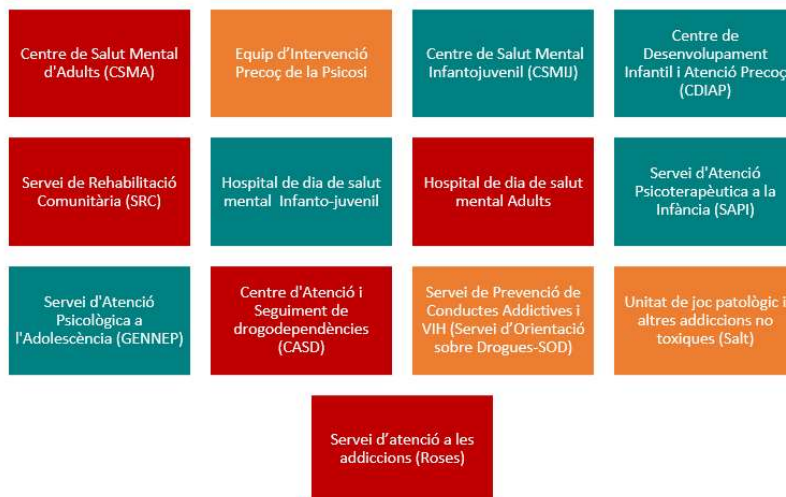 Centre de Salut Mental
d'Adults (CSMA)
Equip d'Intervenció
Precoç de la Psicosi
Centre de Salut Mental
Infantojuvenil (CSMIJ)
Centre de
Desenvolupament
Infantil i Atenció Precoç
(CDIAP)
Servei de Rehabilitació
Comunitària (SRC)
Hospital de dia de salut
mental Infanto-juvenil
Hospital de dia de salut
mental Adults
Servei d'Atenció
Psicoterapèutica a la
Infància (SAPI)
Servei d'Atenció
Psicològica a
l'Adolescència (GENNEP)
Centre d'Atenció i
Seguiment de
drogodependències
(CASD)
Servei de Prevenció de
Conductes Addictives i
VIH (Servei d'Orientació
sobre Drogues-SOD)
Unitat de joc patològic i
altres addiccions no
toxiques (Salt)
Servei d'atenció a les
addiccions (Roses)